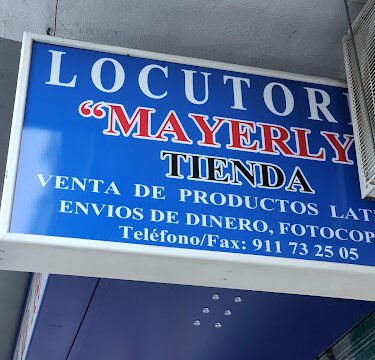 LOCUTORI
“MAYERLY
TIENDA
VENTA DE PRODUCTOS LAT
ENVIOS DE DINERO, FOTOCOP
Teléfono/Fax: 911 73 25 05